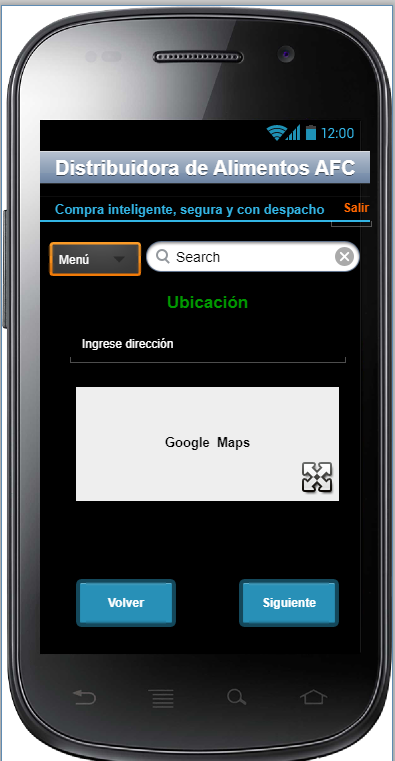 12:00
Distribuidora de Alimentos AFC
Compra inteligente, segura y con despacho
Salir
Menú
Search
Ubicación
Ingrese dirección
Google Maps
Volver
Siguiente